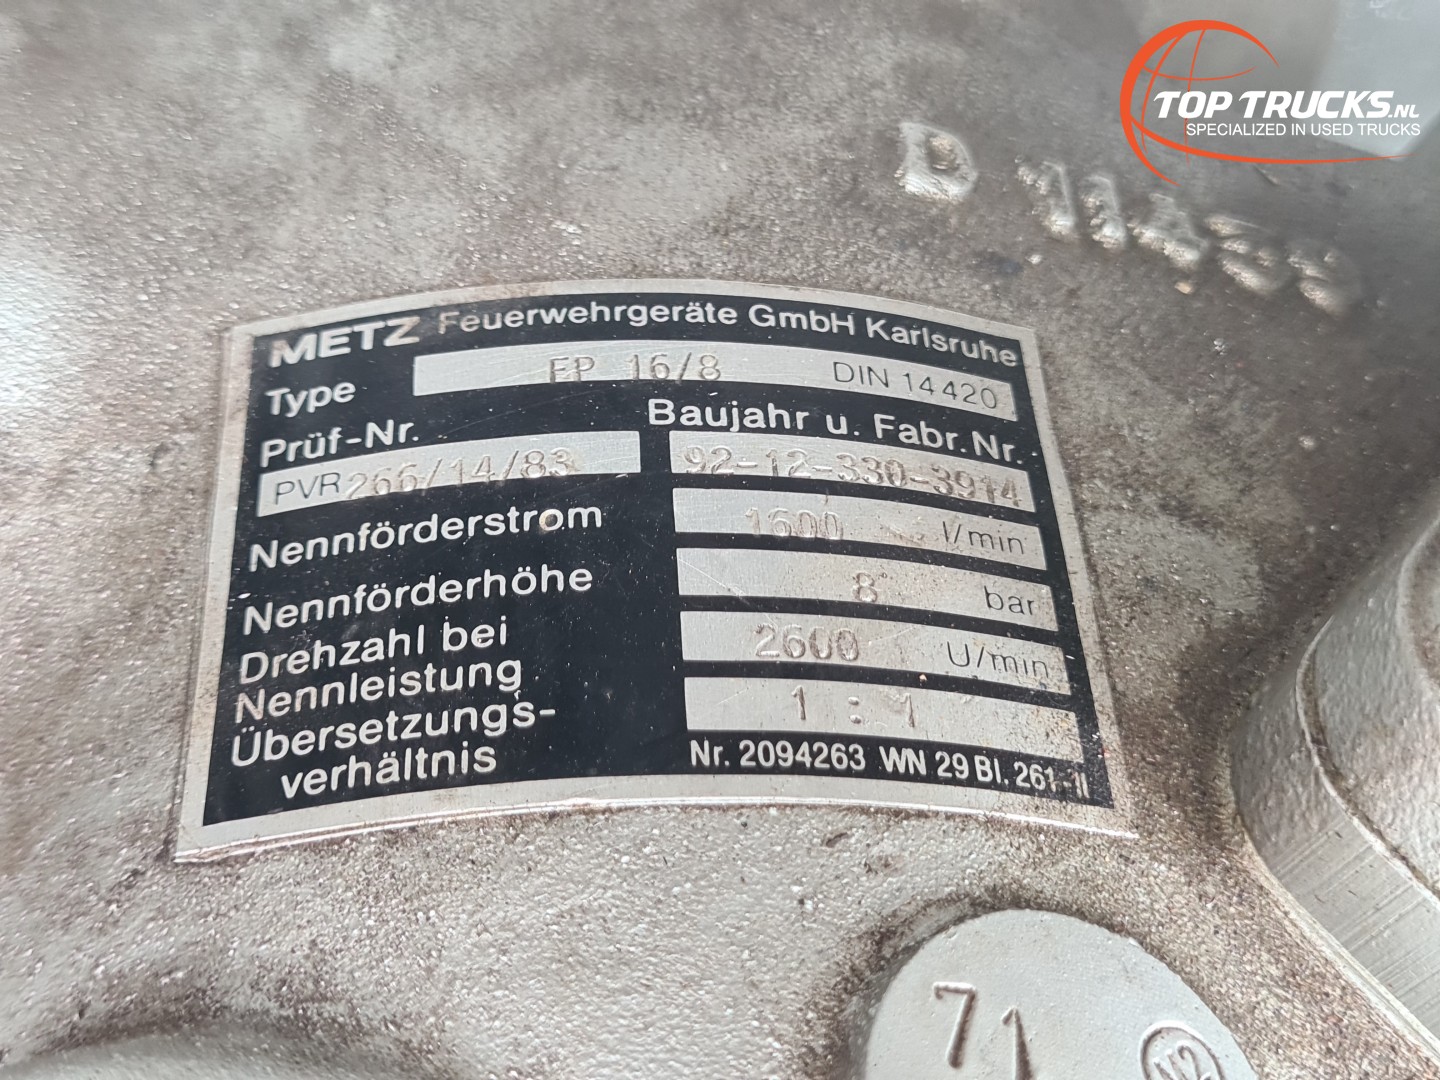 TOP TRUCKS.NL
SPECIALIZED IN USED TRUCKS
METZ Feuerwehrgeräte GmbH Karlsruhe
Type FP 16/8 DIN 14420
Prüf-Nr. Baujahr u. Fabr. Nr.
PVR 266/14/83 92-12-330-3914
Nennförderstrom 1600 l/min
Nennförderhöhe 8 bar
Drehzahl bei
Nennleistung 2600 U/min
Übersetzungs-
verhältnis 1 : 1
Nr. 2094263 WN 29 Bl. 261-11
71